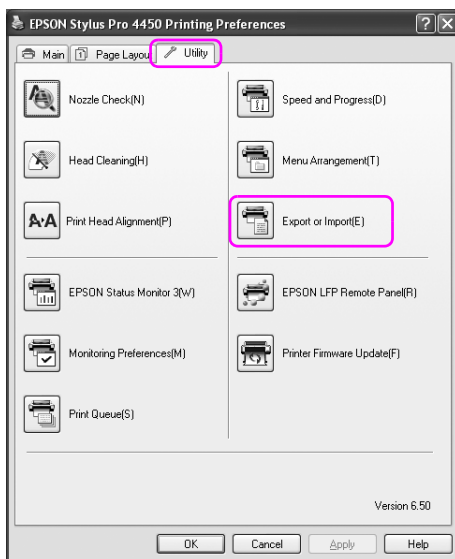 EPSON Stylus Pro 4450 Printing Preferences
Main Page Layout Utility
Nozzle Check(N)
Speed and Progress(D)
Head Cleaning(H)
Menu Arrangement(T)
Print Head Alignment(P)
Export or Import(E)
EPSON Status Monitor 3(W)
EPSON LFP Remote Panel(R)
Monitoring Preferences(M)
Printer Firmware Update(F)
Print Queue(S)
Version 6.50
OK Cancel Apply Help